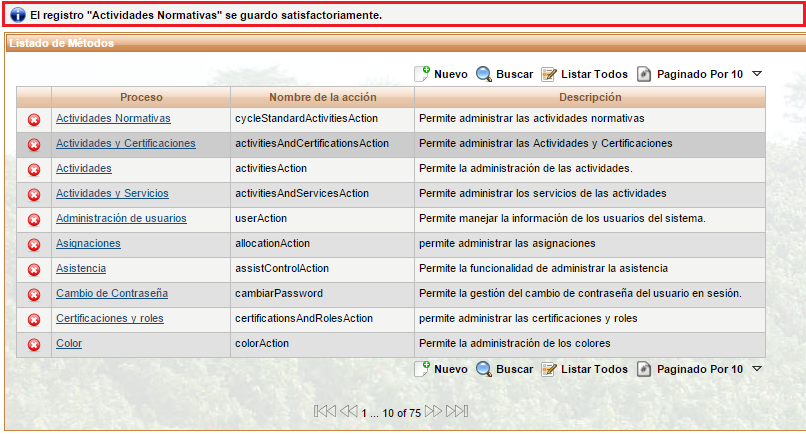 El registro "Actividades Normativas" se guardo satisfactoriamente.
Listado de Métodos
Nuevo Buscar Listar Todos Paginado Por 10
Proceso Nombre de la acción Descripción
Actividades Normativas cycleStandardActivitiesAction Permite administrar las actividades normativas
Actividades y Certificaciones activitiesAndCertificationsAction Permite administrar las Actividades y Certificaciones
Actividades activitiesAction Permite la administración de las actividades.
Actividades y Servicios activitiesAndServicesAction Permite administrar los servicios de las actividades
Administración de usuarios userAction Permite manejar la información de los usuarios del sistema.
Asignaciones allocationAction permite administrar las asignaciones
Asistencia assistControlAction Permite la funcionalidad de administrar la asistencia
Cambio de Contraseña cambiarPassword Permite la gestión del cambio de contraseña del usuario en sesión.
Certificaciones y roles certificationsAndRolesAction permite administrar las certificaciones y roles
Color colorAction Permite la administración de los colores
Nuevo Buscar Listar Todos Paginado Por 10
1 ... 10 of 75